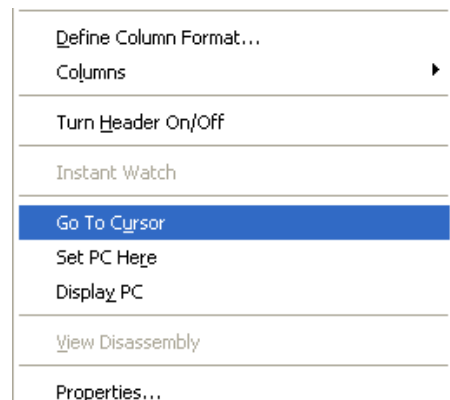 Define Column Format...
Columns
Turn Header On/Off
Instant Watch
Go To Cursor
Set PC Here
Display PC
View Disassembly
Properties...